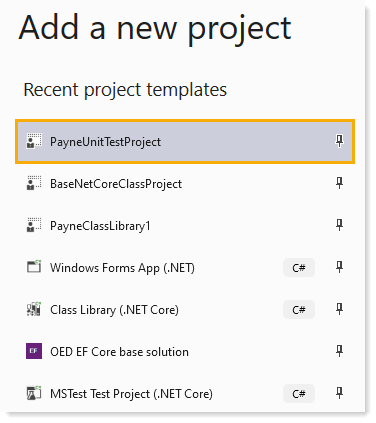 Add a new project
Recent project templates
PayneUnitTestProject
BaseNetCoreClassProject
PayneClassLibrary1
Windows Forms App (.NET) C#
Class Library (.NET Core) C#
EF OED EF Core base solution
MSTest Test Project (.NET Core) C#